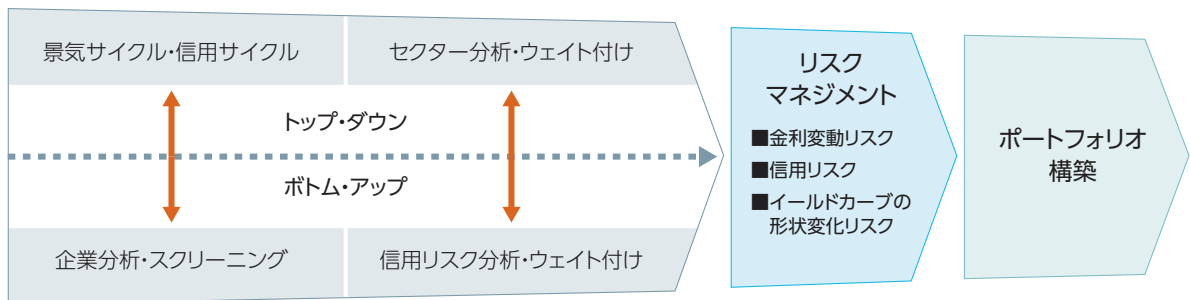 景気サイクル・信用サイクル
セクター分析・ウェイト付け
トップ・ダウン
ボトム・アップ
企業分析・スクリーニング
信用リスク分析・ウェイト付け
リスク
マネジメント
■金利変動リスク
■信用リスク
■イールドカーブの
形状変化リスク
ポートフォリオ
構築